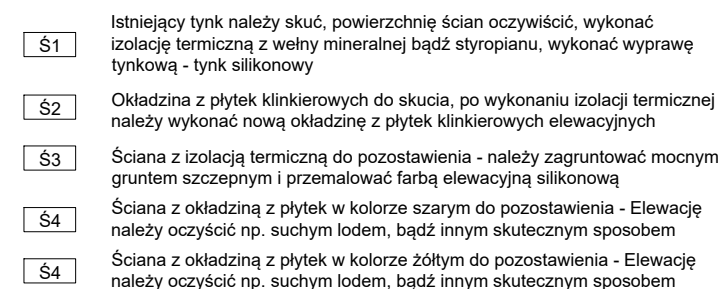 Istniejący tynk należy skuć, powierzchnię ścian oczywiścić, wykonać
Ś1 izolację termiczną z wełny mineralnej bądź styropianu, wykonać wyprawę
tynkową - tynk silikonowy
Okładzina z płytek klinkierowych do skucia, po wykonaniu izolacji termicznej
Ś2 należy wykonać nową okładzinę z płytek klinkierowych elewacyjnych
Ś3 Ściana z izolacją termiczną do pozostawienia - należy zagruntować mocnym
gruntem szczepnym i przemalować farbą elewacyjną silikonową
Ś4 Ściana z okładziną z płytek w kolorze szarym do pozostawienia - Elewację
należy oczyścić np. suchym lodem, bądź innym skutecznym sposobem
Ś4 Ściana z okładziną z płytek w kolorze żółtym do pozostawienia - Elewację
należy oczyścić np. suchym lodem, bądź innym skutecznym sposobem